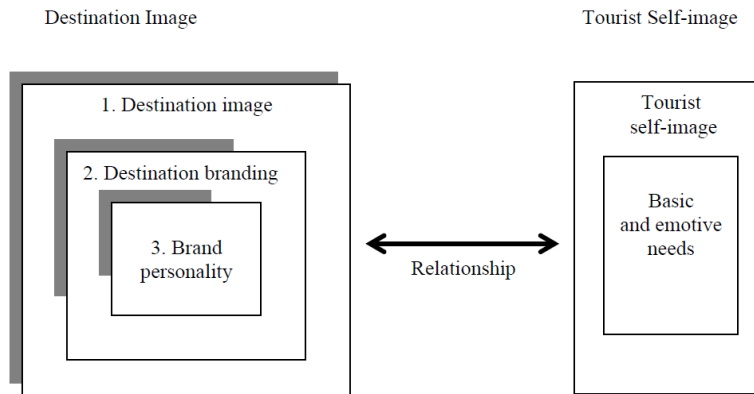 Destination Image
Tourist Self-image
1. Destination image
2. Destination branding
3. Brand
personality
Relationship
Tourist
self-image
Basic
and emotive
needs